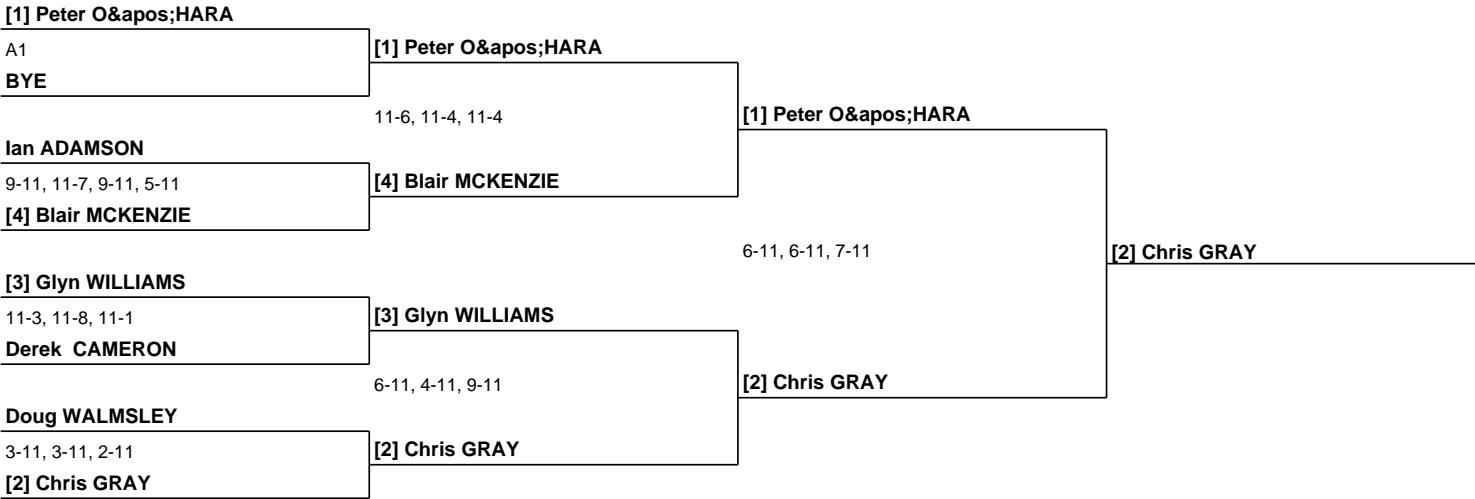 [1] Peter O&apos;HARA
A1
BYE
Ian ADAMSON
9-11, 11-7, 9-11, 5-11
[4] Blair MCKENZIE
[3] Glyn WILLIAMS
11-3, 11-8, 11-1
Derek  CAMERON
Doug WALMSLEY
3-11, 3-11, 2-11
[2] Chris GRAY
[1] Peter O&apos;HARA
11-6, 11-4, 11-4
[4] Blair MCKENZIE
[3] Glyn WILLIAMS
6-11, 4-11, 9-11
[2] Chris GRAY
[1] Peter O&apos;HARA
6-11, 6-11, 7-11
[2] Chris GRAY
[2] Chris GRAY